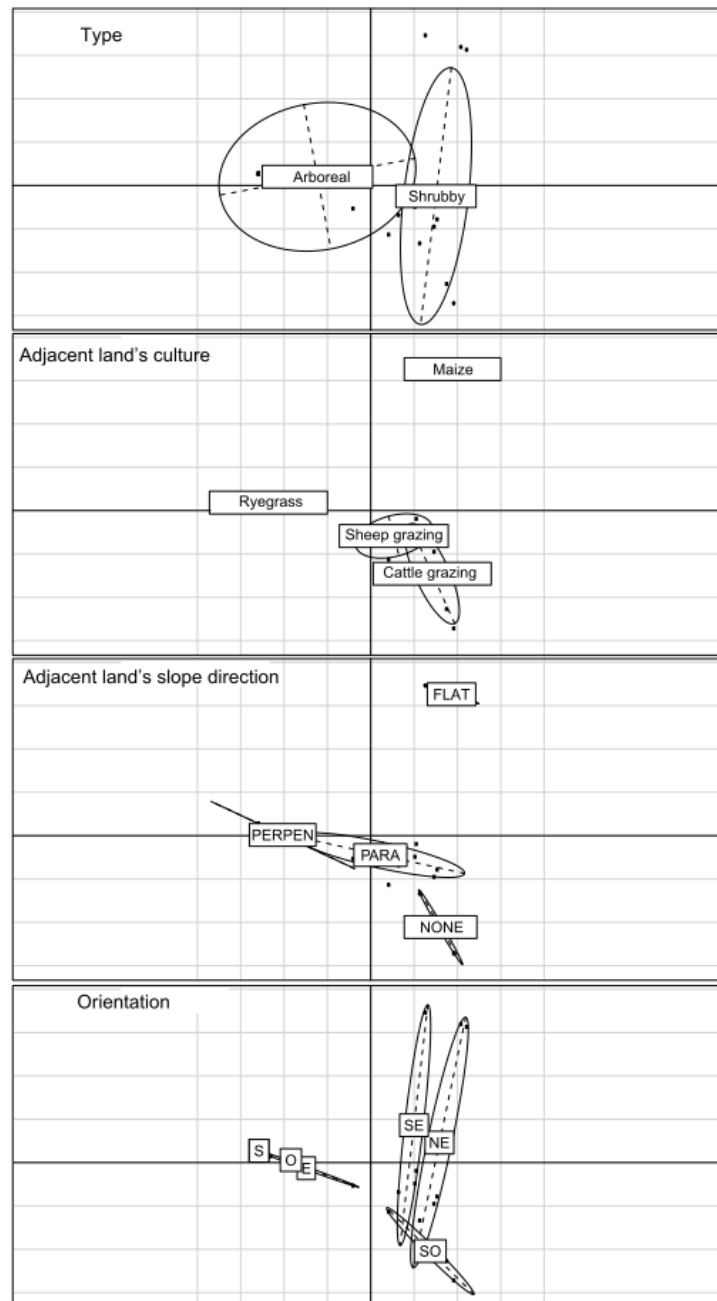 Type
Arboreal
Shrubby
Adjacent land's culture
Maize
Ryegrass
Sheep grazing
Cattle grazing
Adjacent land's slope direction
FLAT
PERPEN
PARA
NONE
Orientation
SE
NE
S
O
E
SO